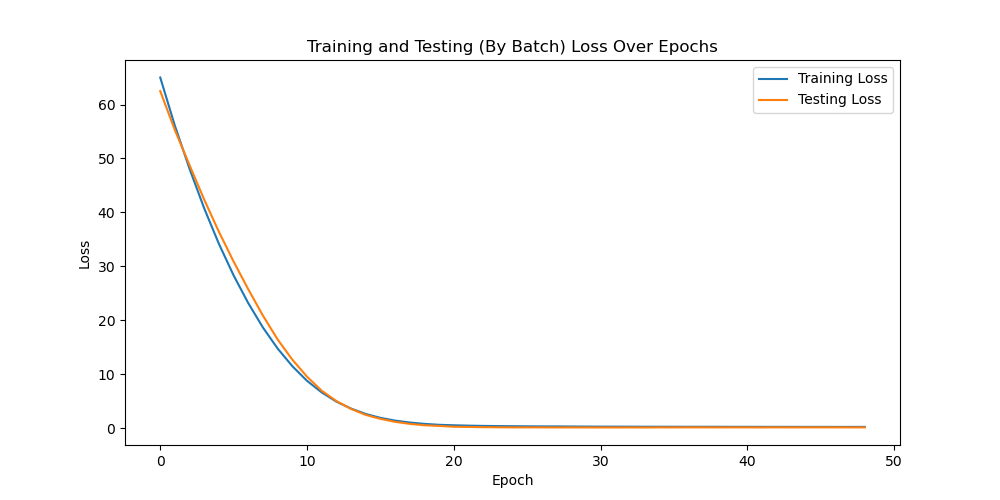 Training and Testing (By Batch) Loss Over Epochs
Training Loss
Testing Loss
60
50
40
30
20
10
0
Loss
0 10 20 30 40 50
Epoch